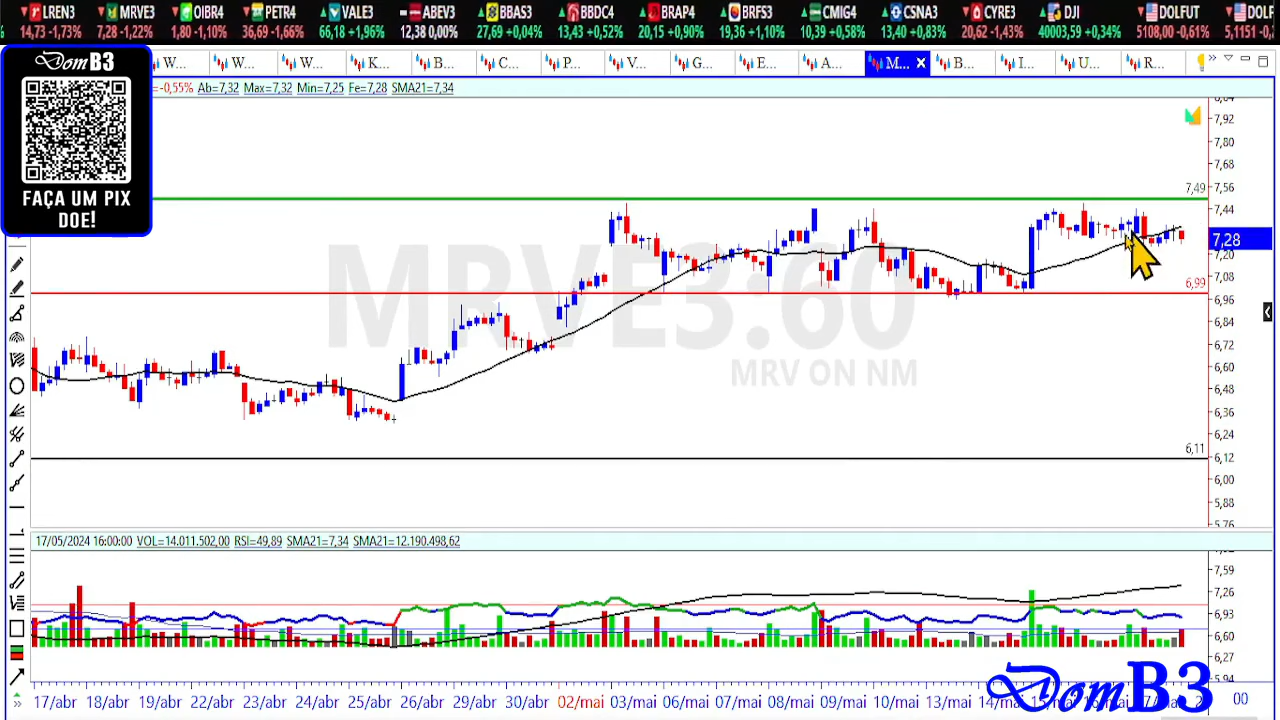 LREN3 MRVE3 OIBR4 PETR4 VALE3 ABEV3 BBAS3 BBDC4 BRAP4 BRFS3 CMIG4 CSNA3 CYRE3 DJI DOLFUT
14,73 -1,73% 7,28 -1,22% 1,80 -1,10% 36,69 -1,66% 66,18 +1,96% 12,38 0,00% 27,69 +0,04% 13,43 +0,52% 20,15 +0,90% 19,36 +1,10% 10,39 +0,58% 13,40 +0,83% 20,62 -1,43% 40003,59 +0,34% 5108,00 -0,61%
DomB3
W... W... W... K... B... C... P... V... G... E... A... M... B... I... U... R...
-0,55% Ab=7,32 Max=7,32 Min=7,25 Fe=7,28 SMA21=7,34
FAÇA UM PIX
DOE!
7,92
7,80
7,68
7,56
7,49
7,44
7,28
7,20
7,08
6,99
6,96
6,84
6,72
6,60
6,48
6,36
6,24
6,11
6,12
6,00
5,88
5,76
MRVE3:60
MRV ON NM
17/05/2024 16:00:00 VOL=14.011.502,00 RSI=49,89 SMA21=7,34 SMA21=12.190.498,62
7,59
7,26
6,93
6,60
6,27
5,94
DomB3
17/abr 18/abr 19/abr 22/abr 23/abr 24/abr 25/abr 26/abr 29/abr 30/abr 02/mai 03/mai 06/mai 07/mai 08/mai 09/mai 10/mai 13/mai 14/mai 00